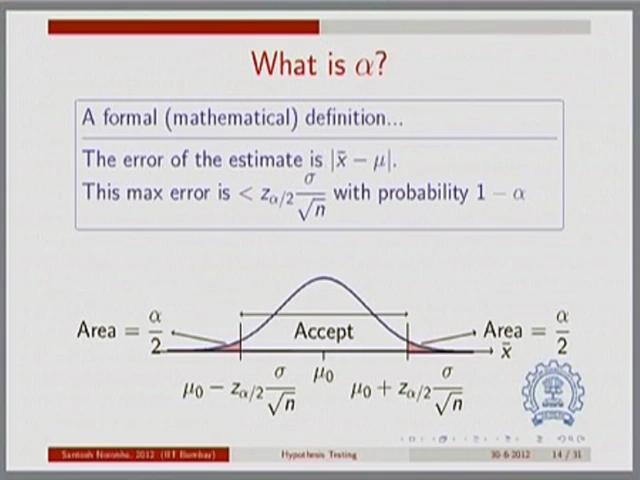 What is α?
A formal (mathematical) definition...
The error of the estimate is |x̄ − μ|.
This max error is < z_{α/2} σ/√n with probability 1 − α
Area = α/2
Accept
Area = α/2
x̄
μ₀ − z_{α/2} σ/√n
μ₀
μ₀ + z_{α/2} σ/√n
Santosh Noronha, 2012 (IIT Bombay)
Hypothesis Testing
30-6-2012
14 / 31